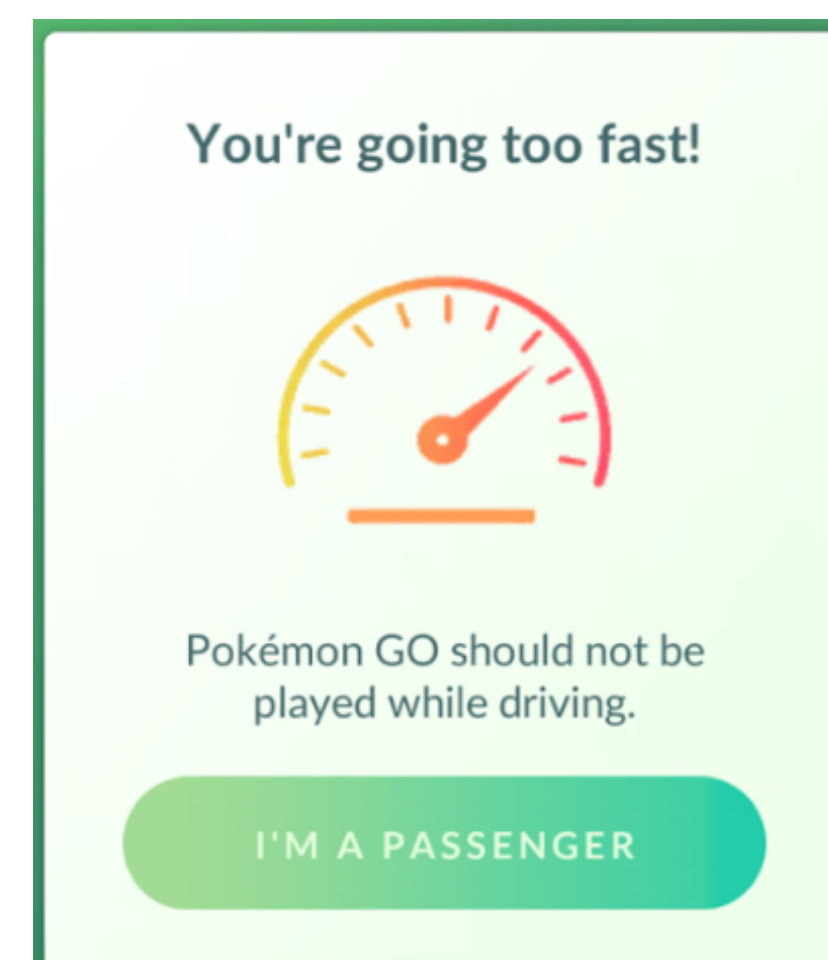 You're going too fast!
Pokémon GO should not be
played while driving.
I'M A PASSENGER